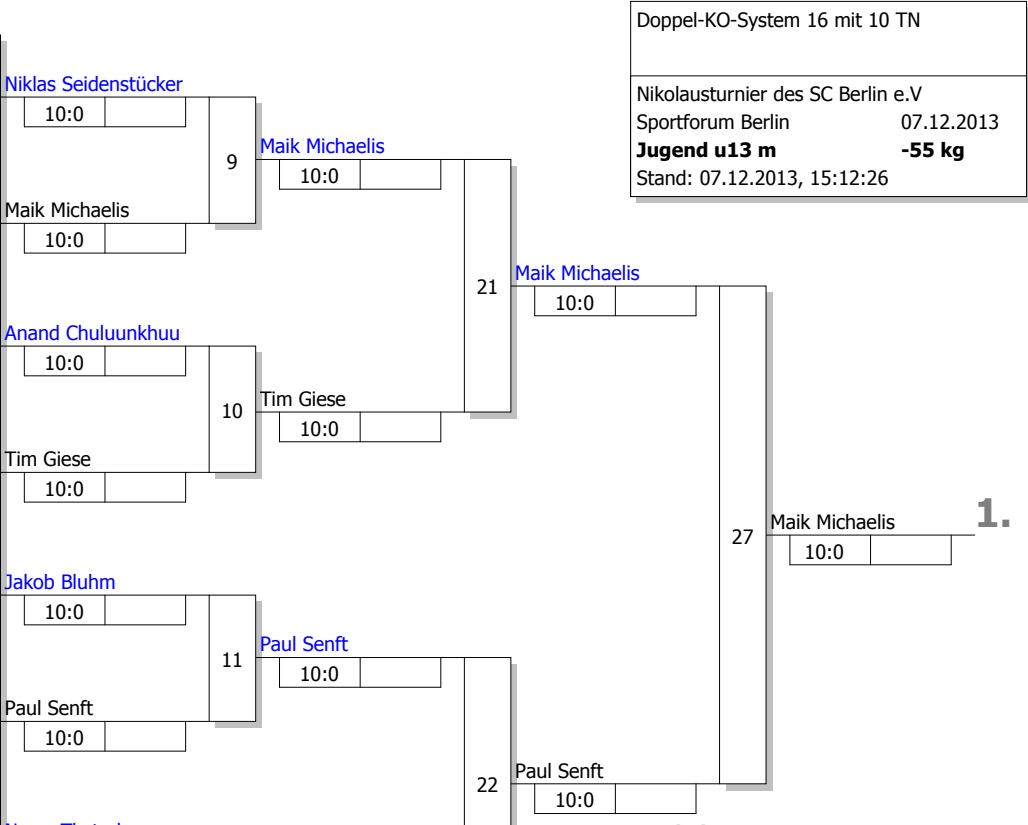 Doppel-KO-System 16 mit 10 TN
Nikolausturnier des SC Berlin e.V
Sportforum Berlin 07.12.2013
Jugend u13 m -55 kg
Stand: 07.12.2013, 15:12:26
Niklas Seidenstücker
10:0
9
Maik Michaelis
10:0
Maik Michaelis
10:0
21
Maik Michaelis
10:0
Anand Chuluunkhuu
10:0
10
Tim Giese
10:0
Tim Giese
10:0
27
Maik Michaelis
10:0
1.
Jakob Bluhm
10:0
11
Paul Senft
10:0
Paul Senft
10:0
22
Paul Senft
10:0